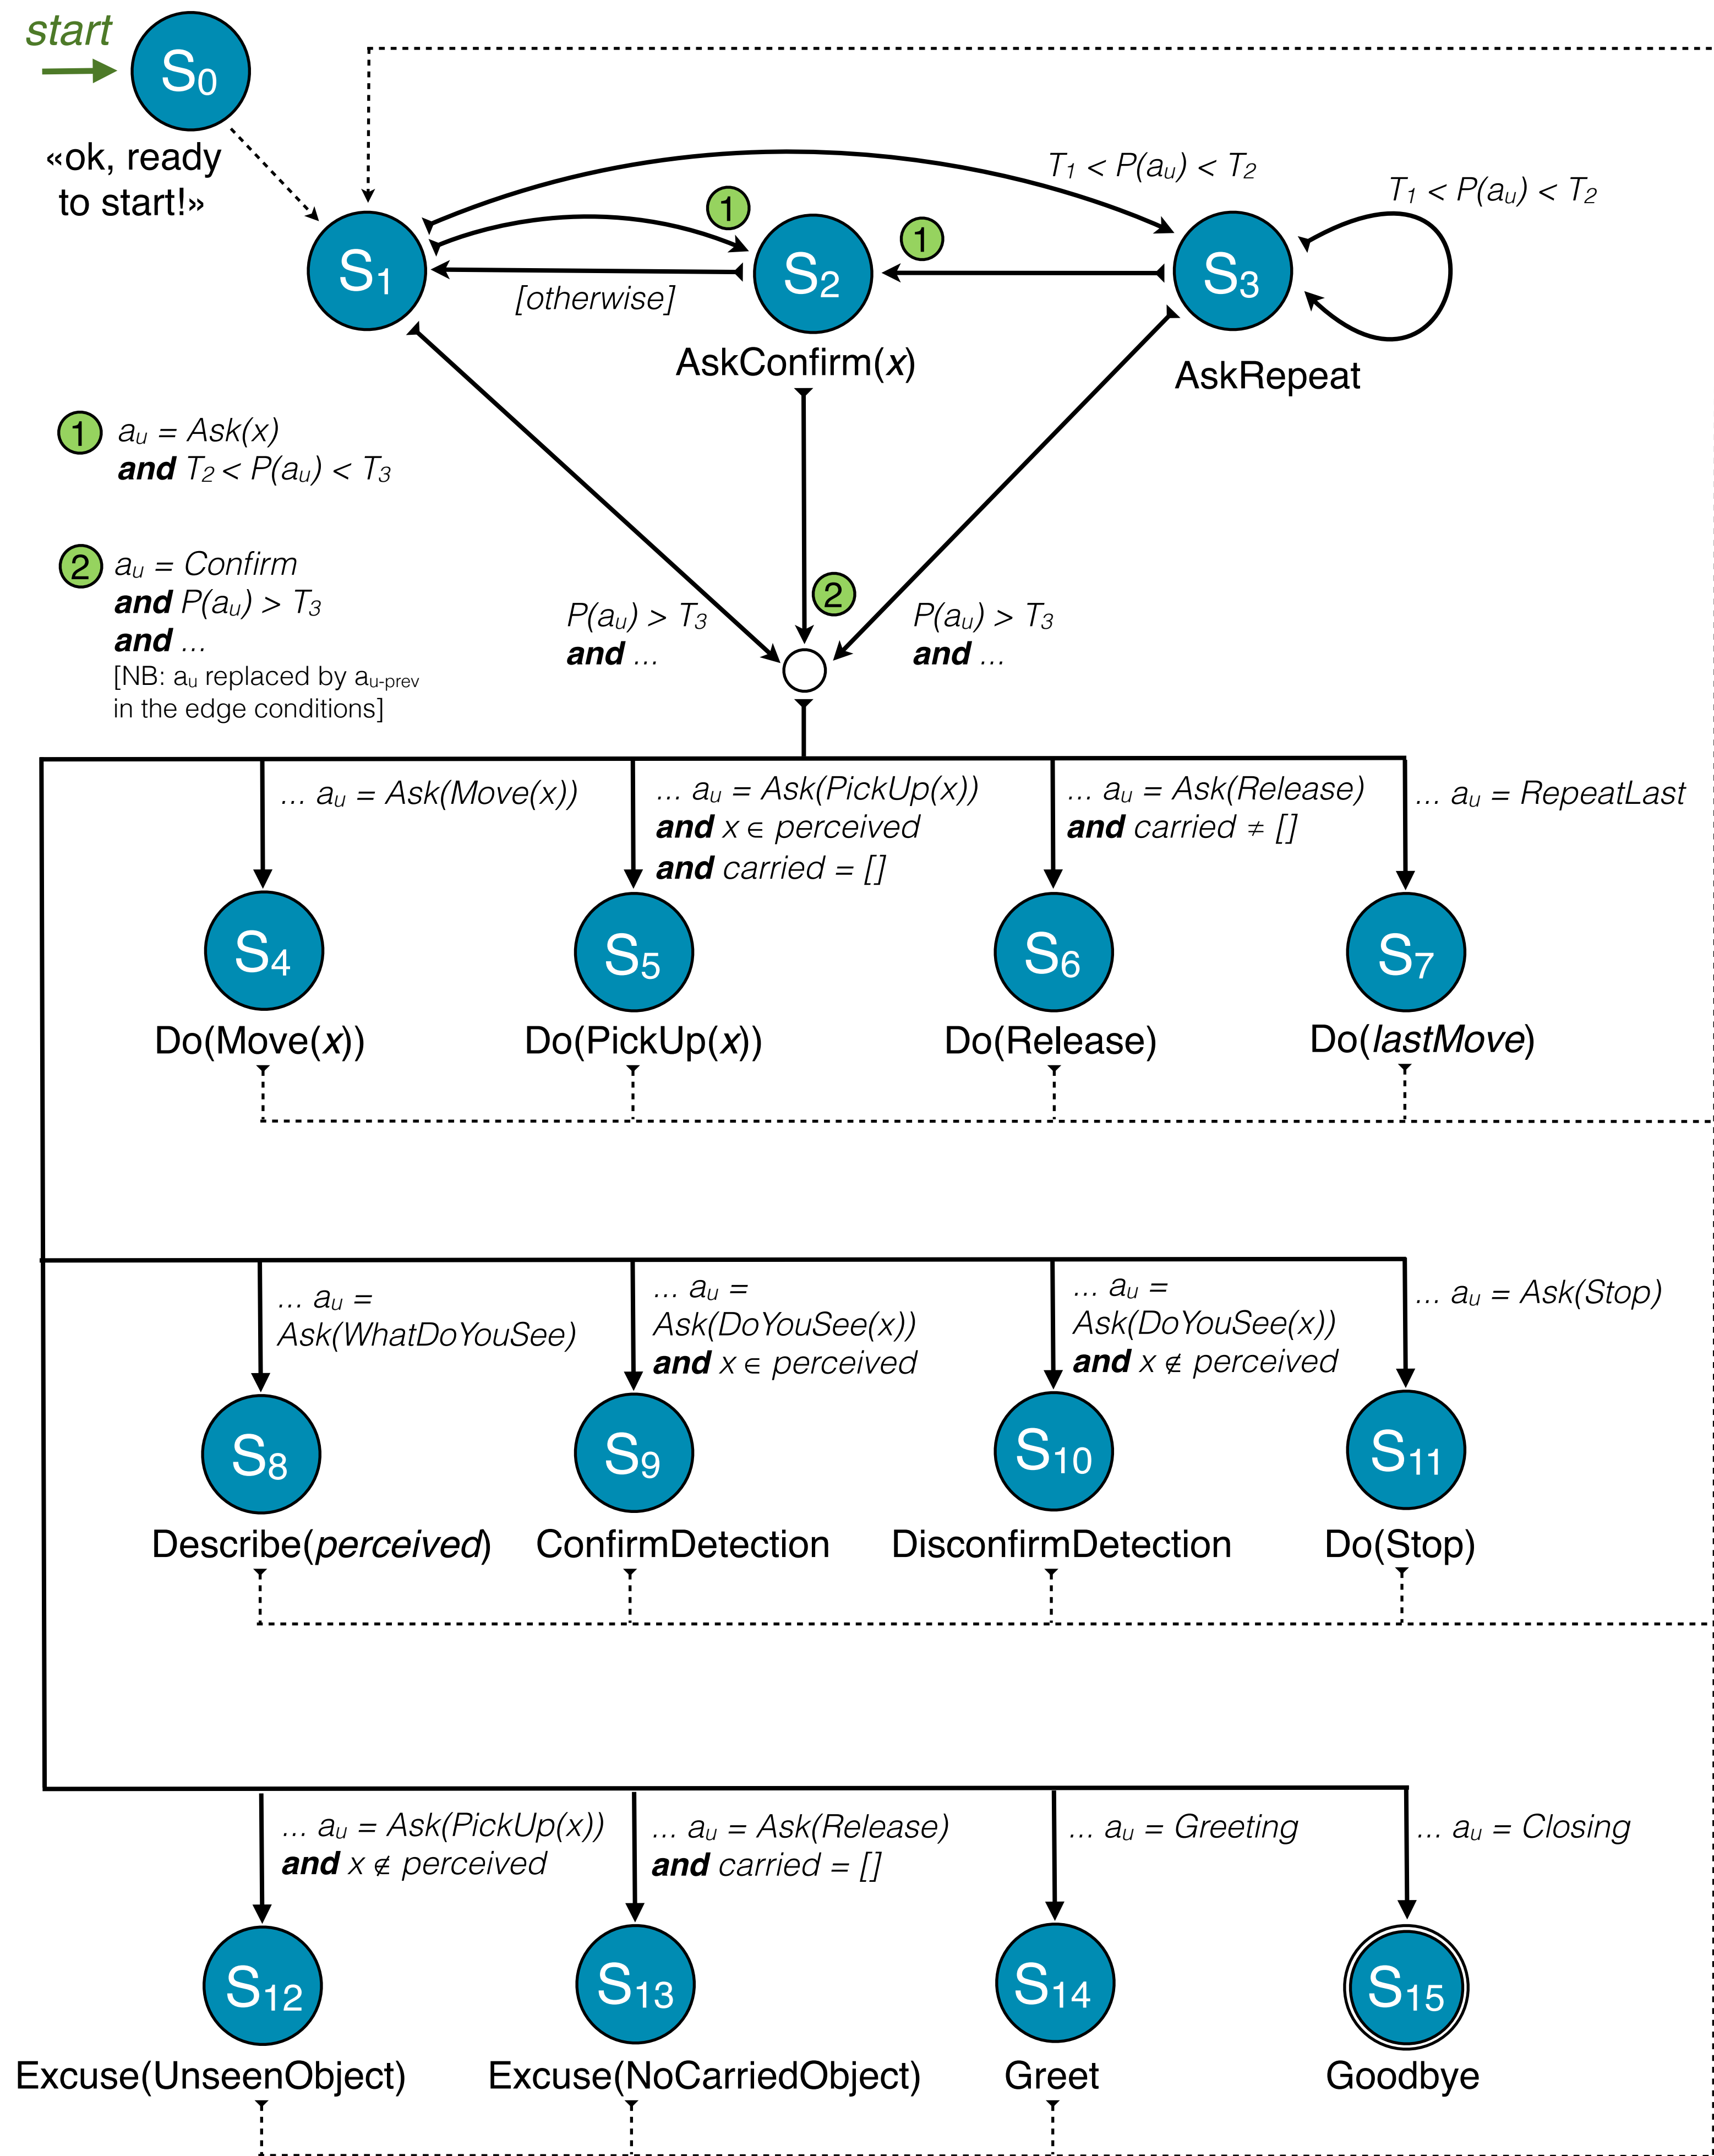 start
S0
«ok, ready
to start!»
T1 < P(au) < T2
T1 < P(au) < T2
1
1
S1
S2
S3
[otherwise]
AskConfirm(x)
AskRepeat
1 au = Ask(x)
and T2 < P(au) < T3
2 au = Confirm
and P(au) > T3
and ...
[NB: au replaced by au-prev
in the edge conditions]
2
P(au) > T3
and ...
P(au) > T3
and ...
... au = Ask(Move(x))
... au = Ask(PickUp(x))
and x ∈ perceived
and carried = []
... au = Ask(Release)
and carried ≠ []
... au = RepeatLast
S4
S5
S6
S7
Do(Move(x))
Do(PickUp(x))
Do(Release)
Do(lastMove)
... au =
Ask(WhatDoYouSee)
... au =
Ask(DoYouSee(x))
and x ∈ perceived
... au =
Ask(DoYouSee(x))
and x ∉ perceived
... au = Ask(Stop)
S8
S9
S10
S11
Describe(perceived)
ConfirmDetection
DisconfirmDetection
Do(Stop)
... au = Ask(PickUp(x))
and x ∉ perceived
... au = Ask(Release)
and carried = []
... au = Greeting
... au = Closing
S12
S13
S14
S15
Excuse(UnseenObject)
Excuse(NoCarriedObject)
Greet
Goodbye